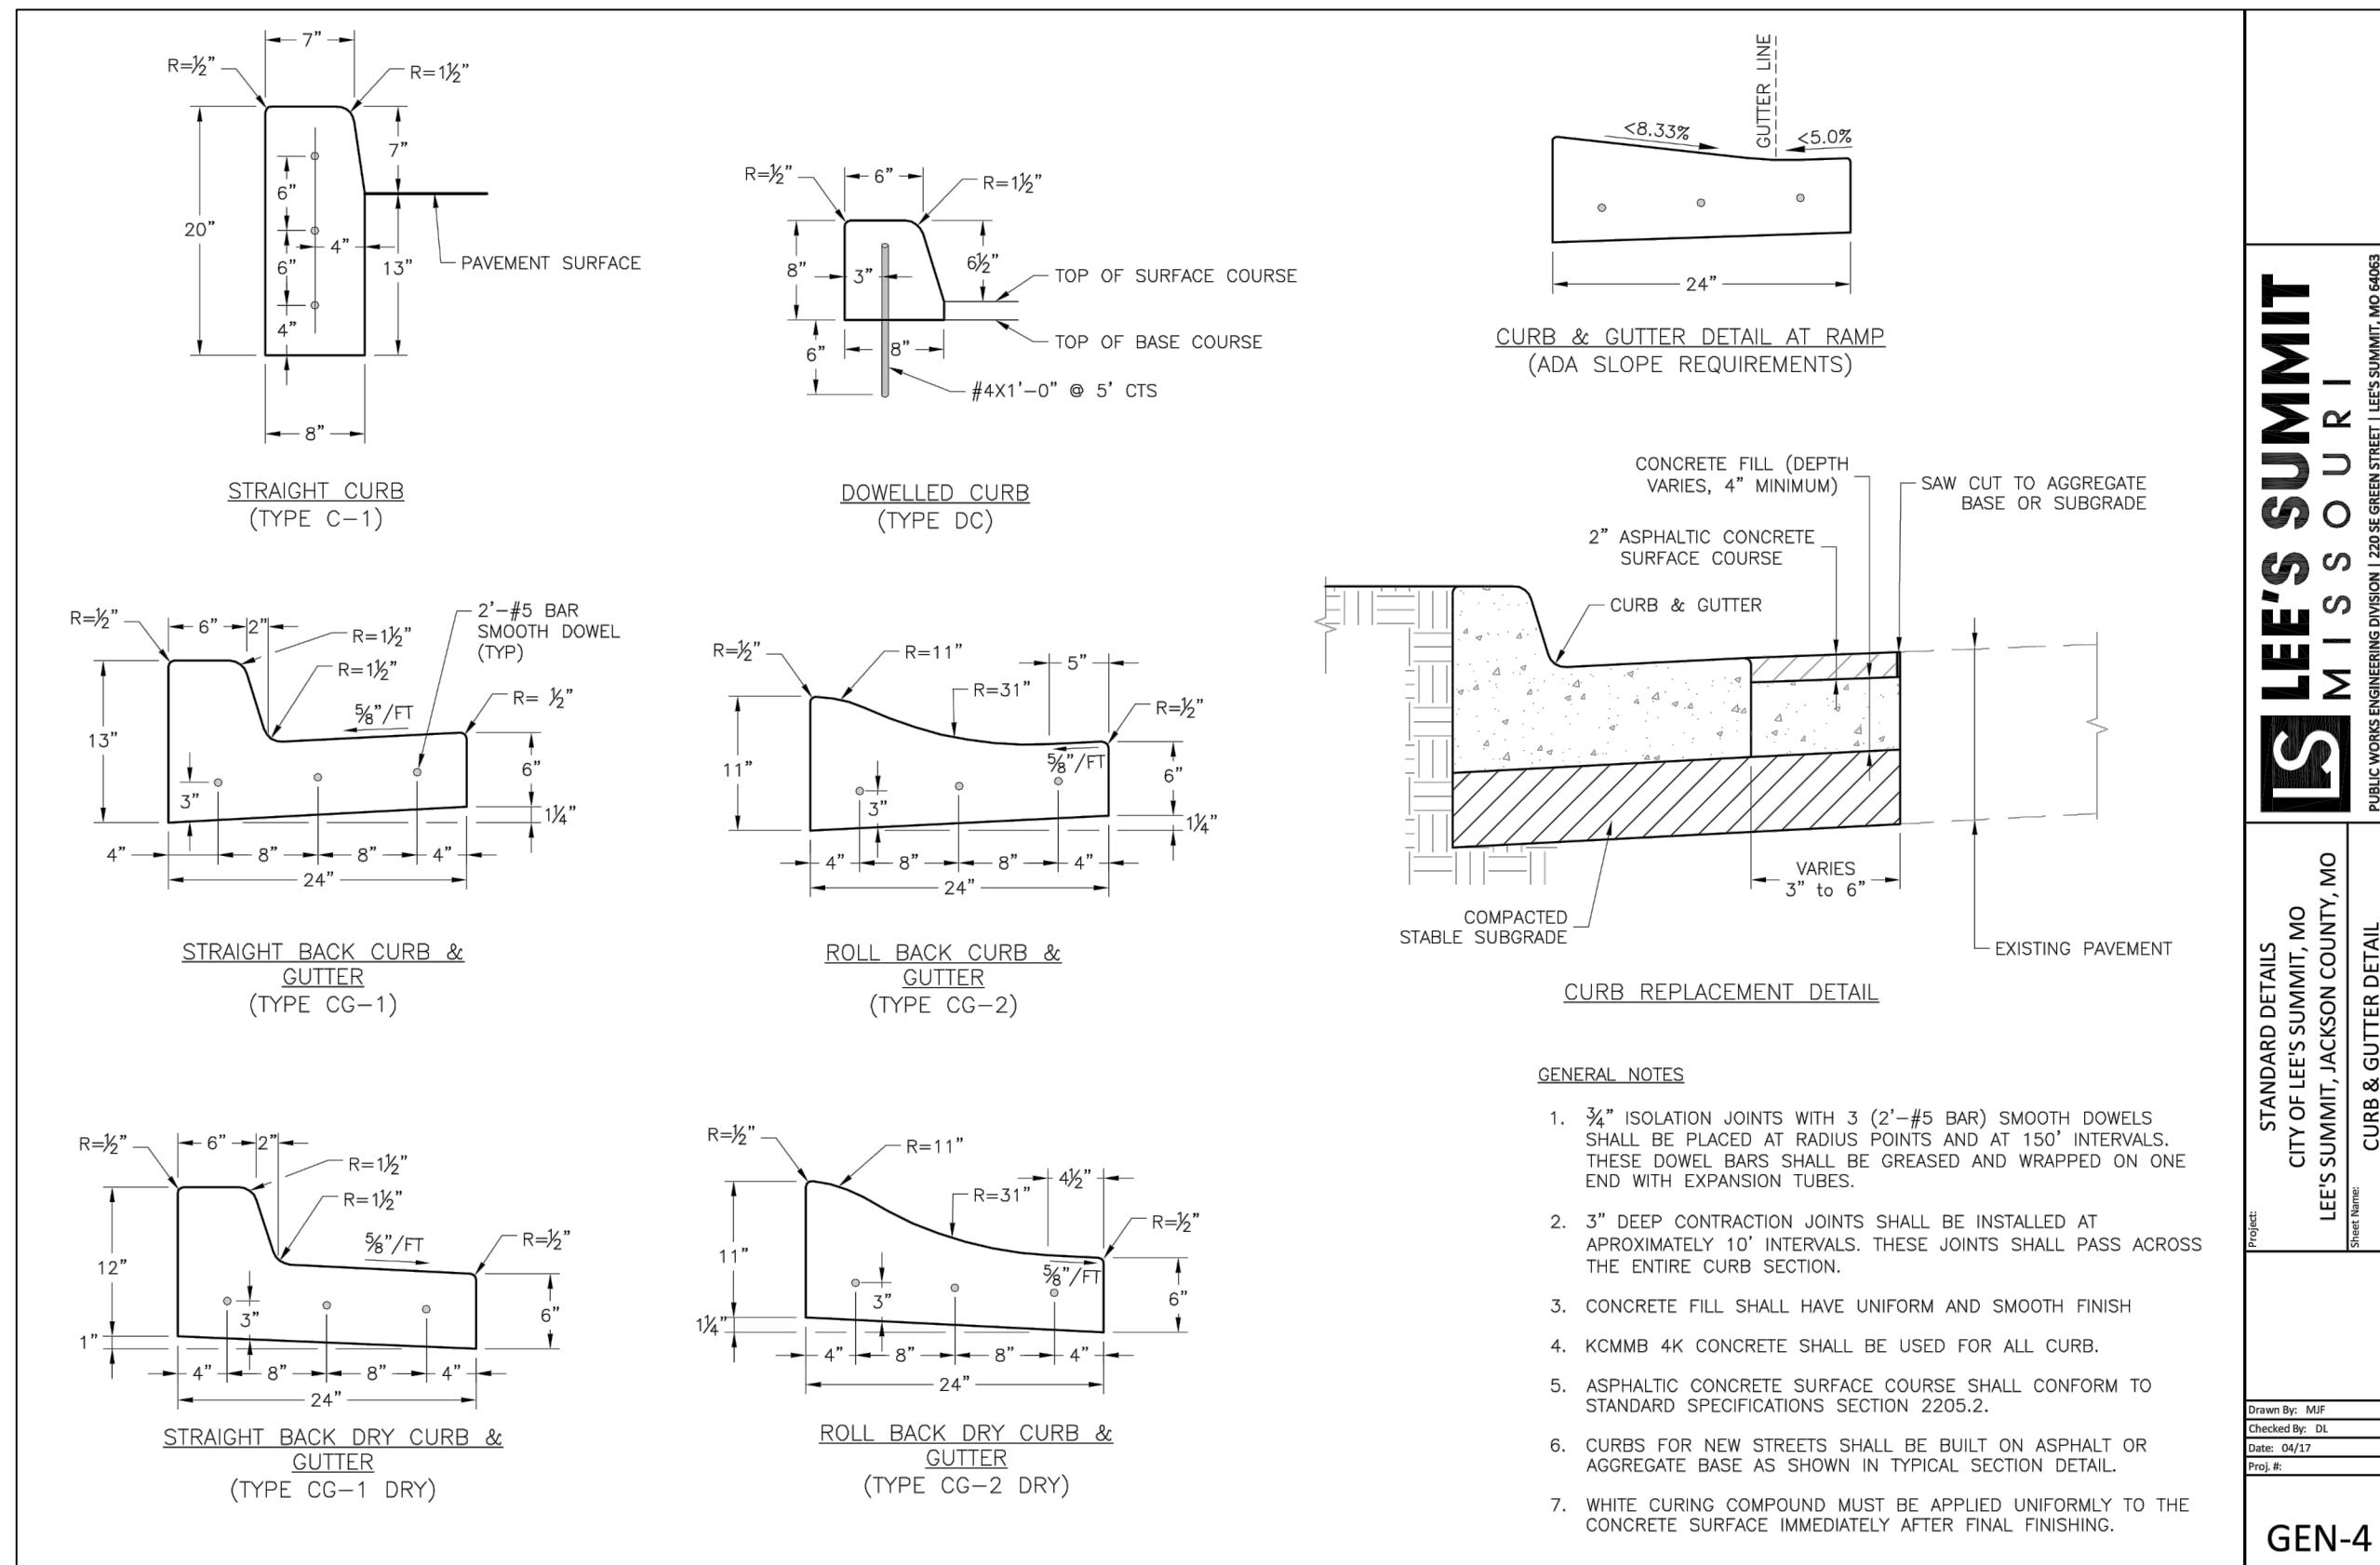 7"
R=½"
R=1½"
7"
6"
20"
4"
6"
13"
PAVEMENT SURFACE
4"
8"
STRAIGHT CURB
(TYPE C-1)
R=½"
6"
R=1½"
8"
3"
6½"
TOP OF SURFACE COURSE
6"
8"
TOP OF BASE COURSE
#4X1'-0" @ 5' CTS
DOWELLED CURB
(TYPE DC)
GUTTER LINE
<8.33%
<5.0%
24"
CURB & GUTTER DETAIL AT RAMP
(ADA SLOPE REQUIREMENTS)
R=½"
6"
2"
R=1½"
R=1½"
2'-#5 BAR
SMOOTH DOWEL
(TYP)
R= ½"
⅝"/FT
13"
3"
6"
1¼"
4"
8"
8"
4"
24"
STRAIGHT BACK CURB &
GUTTER
(TYPE CG-1)
R=½"
R=11"
5"
R=31"
R=½"
11"
⅝"/FT
3"
6"
1¼"
4"
8"
8"
4"
24"
ROLL BACK CURB &
GUTTER
(TYPE CG-2)
CONCRETE FILL (DEPTH
VARIES, 4" MINIMUM)
SAW CUT TO AGGREGATE
BASE OR SUBGRADE
2" ASPHALTIC CONCRETE
SURFACE COURSE
CURB & GUTTER
VARIES
3" to 6"
COMPACTED
STABLE SUBGRADE
EXISTING PAVEMENT
CURB REPLACEMENT DETAIL
R=½"
6"
2"
R=1½"
R=1½"
⅝"/FT
R=½"
12"
3"
6"
1"
4"
8"
8"
4"
24"
STRAIGHT BACK DRY CURB &
GUTTER
(TYPE CG-1 DRY)
R=½"
R=11"
4½"
R=31"
R=½"
11"
⅝"/FT
3"
6"
1¼"
4"
8"
8"
4"
24"
ROLL BACK DRY CURB &
GUTTER
(TYPE CG-2 DRY)
GENERAL NOTES
1. ¾" ISOLATION JOINTS WITH 3 (2'-#5 BAR) SMOOTH DOWELS
SHALL BE PLACED AT RADIUS POINTS AND AT 150' INTERVALS.
THESE DOWEL BARS SHALL BE GREASED AND WRAPPED ON ONE
END WITH EXPANSION TUBES.
2. 3" DEEP CONTRACTION JOINTS SHALL BE INSTALLED AT
APROXIMATELY 10' INTERVALS. THESE JOINTS SHALL PASS ACROSS
THE ENTIRE CURB SECTION.
3. CONCRETE FILL SHALL HAVE UNIFORM AND SMOOTH FINISH
4. KCMMB 4K CONCRETE SHALL BE USED FOR ALL CURB.
5. ASPHALTIC CONCRETE SURFACE COURSE SHALL CONFORM TO
STANDARD SPECIFICATIONS SECTION 2205.2.
6. CURBS FOR NEW STREETS SHALL BE BUILT ON ASPHALT OR
AGGREGATE BASE AS SHOWN IN TYPICAL SECTION DETAIL.
7. WHITE CURING COMPOUND MUST BE APPLIED UNIFORMLY TO THE
CONCRETE SURFACE IMMEDIATELY AFTER FINAL FINISHING.
LS LEE'S SUMMIT
MISSOURI
PUBLIC WORKS ENGINEERING DIVISION | 220 SE GREEN STREET | LEE'S SUMMIT, MO 64063
Project:
STANDARD DETAILS
CITY OF LEE'S SUMMIT, MO
LEE'S SUMMIT, JACKSON COUNTY, MO
Sheet Name:
CURB & GUTTER DETAIL
Drawn By: MJF
Checked By: DL
Date: 04/17
Proj. #:
GEN-4